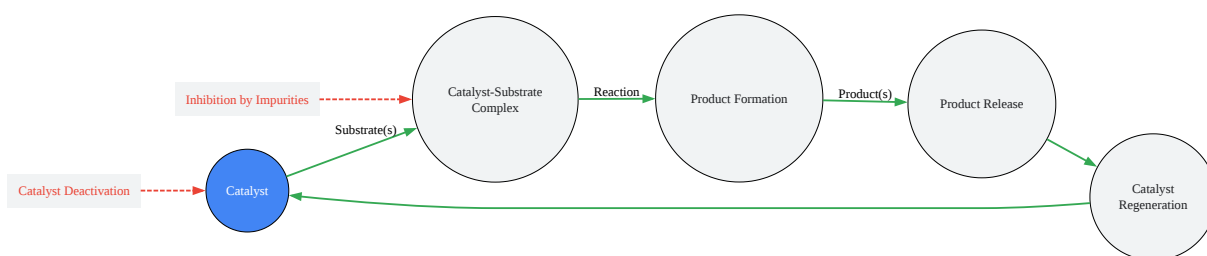 Inhibition by Impurities
Catalyst Deactivation
Catalyst
Substrate(s)
Catalyst-Substrate
Complex
Reaction
Product Formation
Product(s)
Product Release
Catalyst
Regeneration